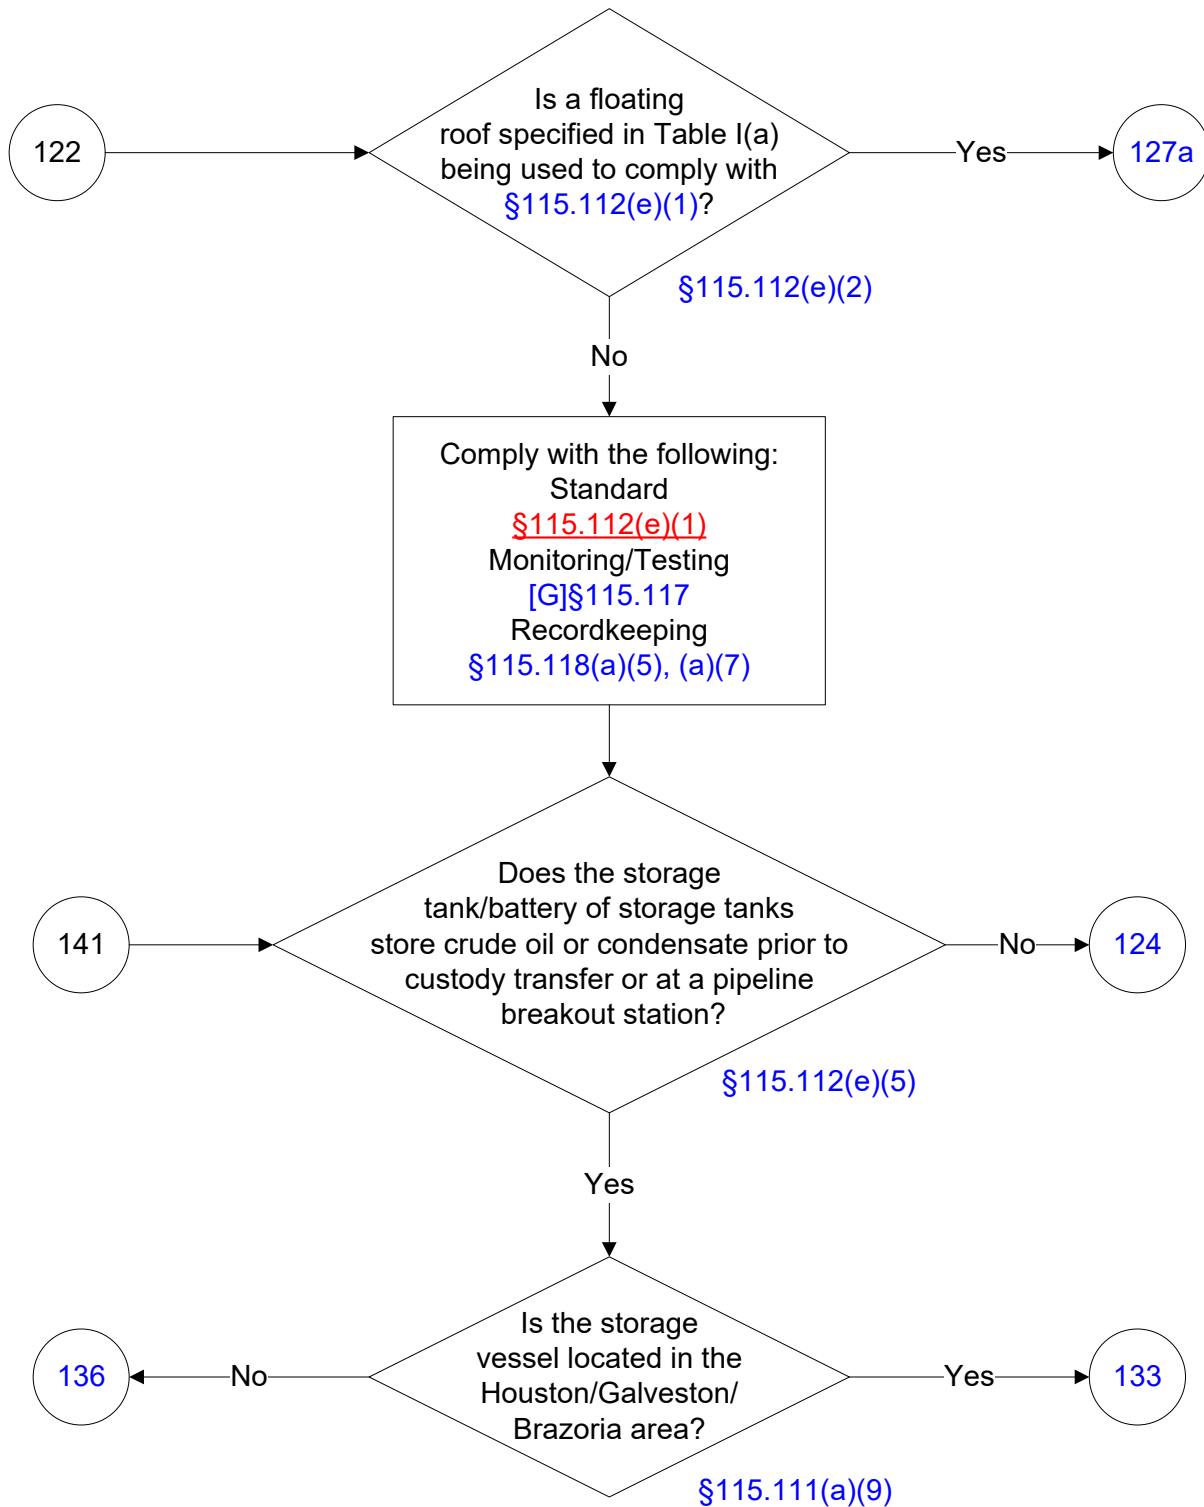 Is a floating
roof specified in Table I(a)
being used to comply with
§115.112(e)(1)?
122
Yes
127a
§115.112(e)(2)
No
Comply with the following:
Standard
§115.112(e)(1)
Monitoring/Testing
[G]§115.117
Recordkeeping
§115.118(a)(5), (a)(7)
Does the storage
tank/battery of storage tanks
store crude oil or condensate prior to
custody transfer or at a pipeline
breakout station?
141
No
124
§115.112(e)(5)
Yes
Is the storage
vessel located in the
Houston/Galveston/
Brazoria area?
136
No
Yes
133
§115.111(a)(9)